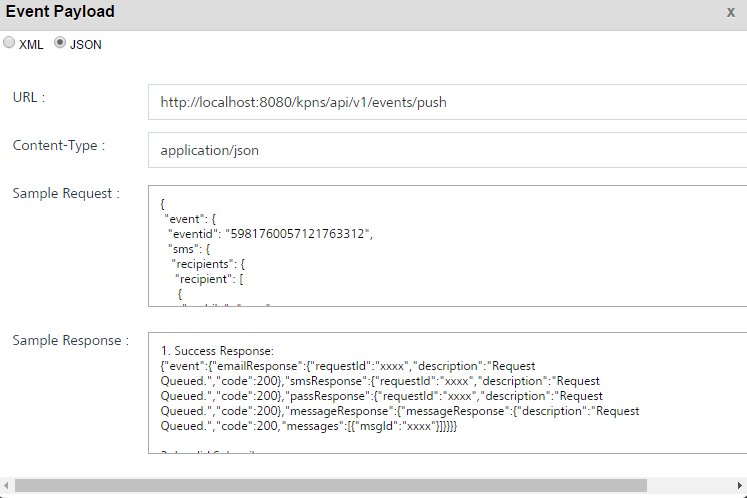 Event Payload x
XML JSON
URL : http://localhost:8080/kpns/api/v1/events/push
Content-Type : application/json
Sample Request :
{
"event": {
"eventid": "5981760057121763312",
"sms": {
"recipients": {
"recipient": [
{
Sample Response :
1. Success Response:
{"event":{"emailResponse":{"requestId":"xxxx","description":"Request
Queued.","code":200},"smsResponse":{"requestId":"xxxx","description":"Request
Queued.","code":200},"passResponse":{"requestId":"xxxx","description":"Request
Queued.","code":200},"messageResponse":{"messageResponse":{"description":"Request
Queued.","code":200,"messages":[{"msgId":"xxxx"}]}}}}